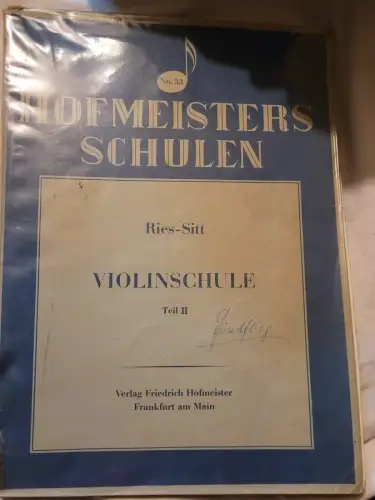 No. 33
HOFMEISTERS
SCHULEN
Ries-Sitt
VIOLINSCHULE
Teil II
Verlag Friedrich Hofmeister
Frankfurt am Main